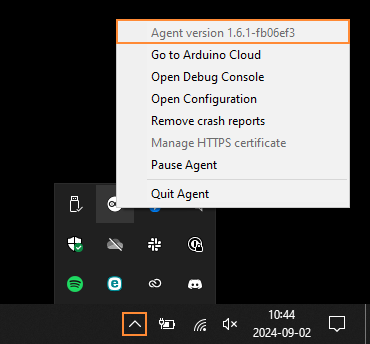 Agent version 1.6.1-fb06ef3
Go to Arduino Cloud
Open Debug Console
Open Configuration
Remove crash reports
Manage HTTPS certificate
Pause Agent
Quit Agent
10:44
2024-09-02